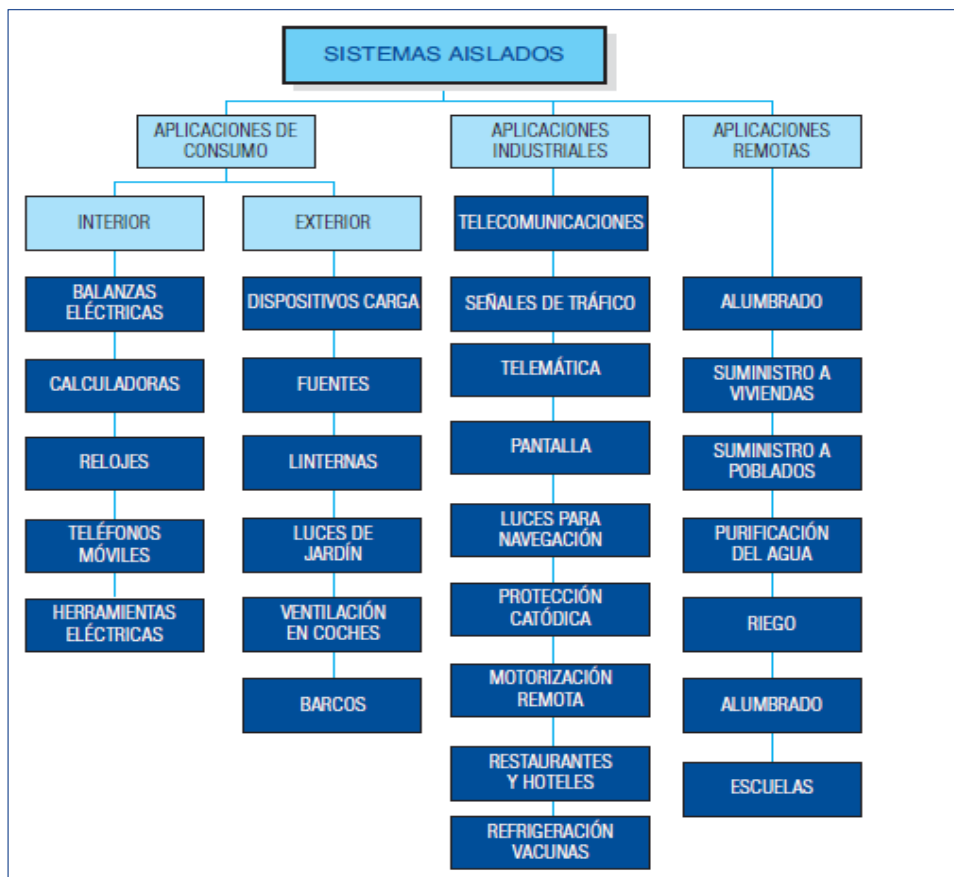 SISTEMAS AISLADOS
APLICACIONES DE
CONSUMO
INTERIOR
BALANZAS
ELÉCTRICAS
CALCULADORAS
RELOJES
TELÉFONOS
MÓVILES
HERRAMIENTAS
ELÉCTRICAS
EXTERIOR
DISPOSITIVOS CARGA
FUENTES
LINTERNAS
LUCES DE
JARDÍN
VENTILACIÓN
EN COCHES
BARCOS
APLICACIONES
INDUSTRIALES
TELECOMUNICACIONES
SEÑALES DE TRÁFICO
TELEMÁTICA
PANTALLA
LUCES PARA
NAVEGACIÓN
PROTECCIÓN
CATÓDICA
MOTORIZACIÓN
REMOTA
RESTAURANTES
Y HOTELES
REFRIGERACIÓN
VACUNAS
APLICACIONES
REMOTAS
ALUMBRADO
SUMINISTRO A
VIVIENDAS
SUMINISTRO A
POBLADOS
PURIFICACIÓN
DEL AGUA
RIEGO
ALUMBRADO
ESCUELAS